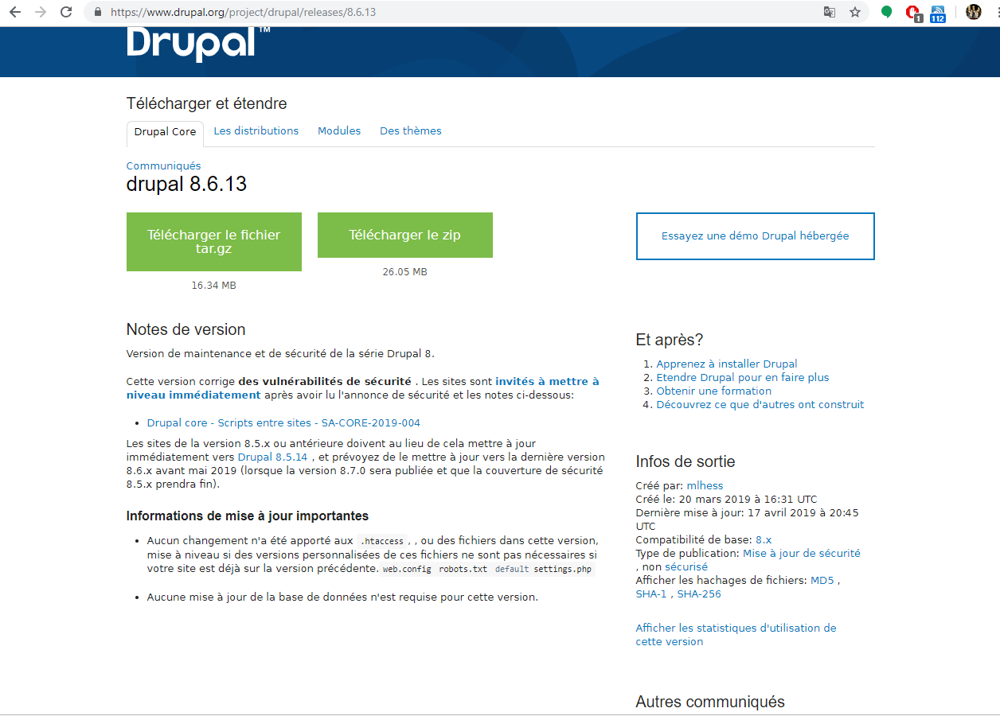 https://www.drupal.org/project/drupal/releases/8.6.13
1
112
Drupal™
Télécharger et étendre
Drupal Core
Les distributions
Modules
Des thèmes
Communiqués
drupal 8.6.13
Télécharger le fichier
tar.gz
16.34 MB
Télécharger le zip
26.05 MB
Essayez une démo Drupal hébergée
Notes de version
Version de maintenance et de sécurité de la série Drupal 8.
Cette version corrige des vulnérabilités de sécurité . Les sites sont invités à mettre à
niveau immédiatement après avoir lu l'annonce de sécurité et les notes ci-dessous:
• Drupal core - Scripts entre sites - SA-CORE-2019-004
Les sites de la version 8.5.x ou antérieure doivent au lieu de cela mettre à jour
immédiatement vers Drupal 8.5.14 , et prévoyez de le mettre à jour vers la dernière version
8.6.x avant mai 2019 (lorsque la version 8.7.0 sera publiée et que la couverture de sécurité
8.5.x prendra fin).
Informations de mise à jour importantes
• Aucun changement n'a été apporté aux .htaccess , , ou des fichiers dans cette version,
mise à niveau si des versions personnalisées de ces fichiers ne sont pas nécessaires si
votre site est déjà sur la version précédente. web.config robots.txt default settings.php
• Aucune mise à jour de la base de données n'est requise pour cette version.
Et après?
1. Apprenez à installer Drupal
2. Etendre Drupal pour en faire plus
3. Obtenir une formation
4. Découvrez ce que d'autres ont construit
Infos de sortie
Créé par: mlhess
Créé le: 20 mars 2019 à 16:31 UTC
Dernière mise à jour: 17 avril 2019 à 20:45
UTC
Compatibilité de base: 8.x
Type de publication: Mise à jour de sécurité
, non sécurisé
Afficher les hachages de fichiers: MD5 ,
SHA-1 , SHA-256
Afficher les statistiques d'utilisation de
cette version
Autres communiqués